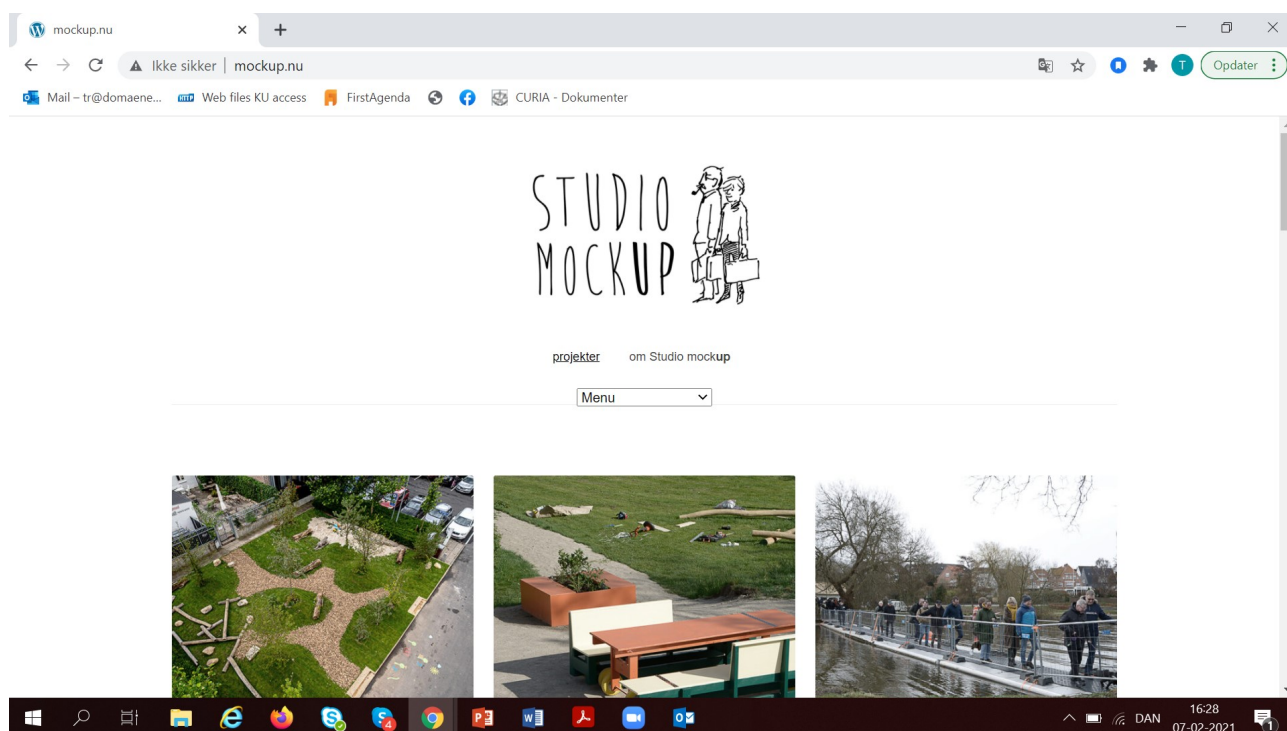 mockup.nu
Ikke sikker | mockup.nu
Opdater
T
Mail – tr@domaene...
Web files KU access
FirstAgenda
CURIA - Dokumenter
STUDIO
MOCKUP
projekter om Studio mockup
Menu
DAN
16:28
07-02-2021